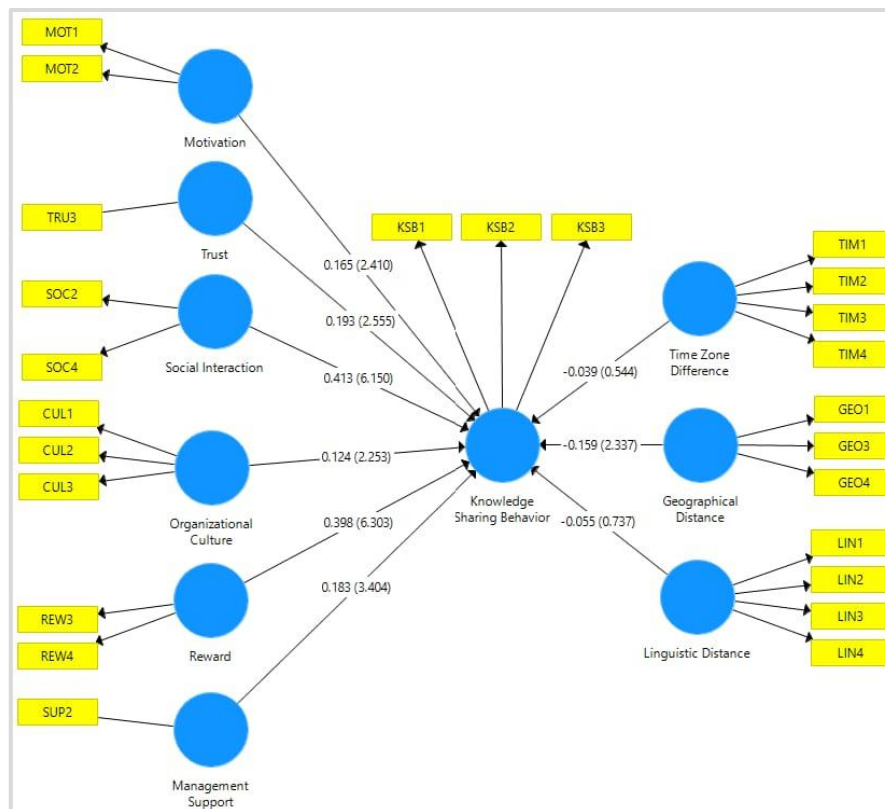 MOT1
MOT2
Motivation
TRU3
Trust
SOC2
SOC4
Social Interaction
CUL1
CUL2
CUL3
Organizational
Culture
REW3
REW4
Reward
SUP2
Management
Support
0.165 (2.410)
0.193 (2.555)
0.413 (6.150)
0.124 (2.253)
0.398 (6.303)
0.183 (3.404)
KSB1
KSB2
KSB3
Knowledge
Sharing Behavior
-0.039 (0.544)
-0.159 (2.337)
-0.055 (0.737)
Time Zone
Difference
TIM1
TIM2
TIM3
TIM4
Geographical
Distance
GEO1
GEO3
GEO4
Linguistic Distance
LIN1
LIN2
LIN3
LIN4